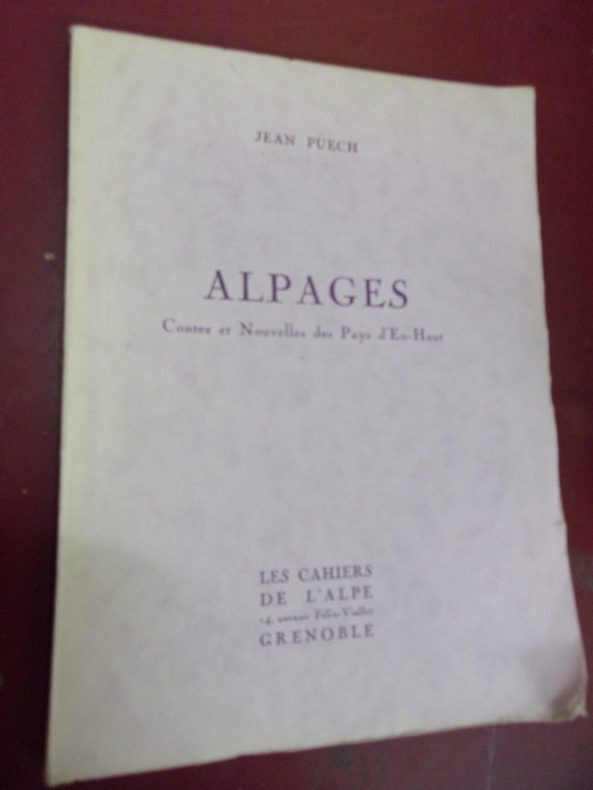 JEAN PUECH
ALPAGES
Contes et Nouvelles des Pays d'En-Haut
LES CAHIERS
DE L'ALPE
14, avenue Félix-Viallet
GRENOBLE